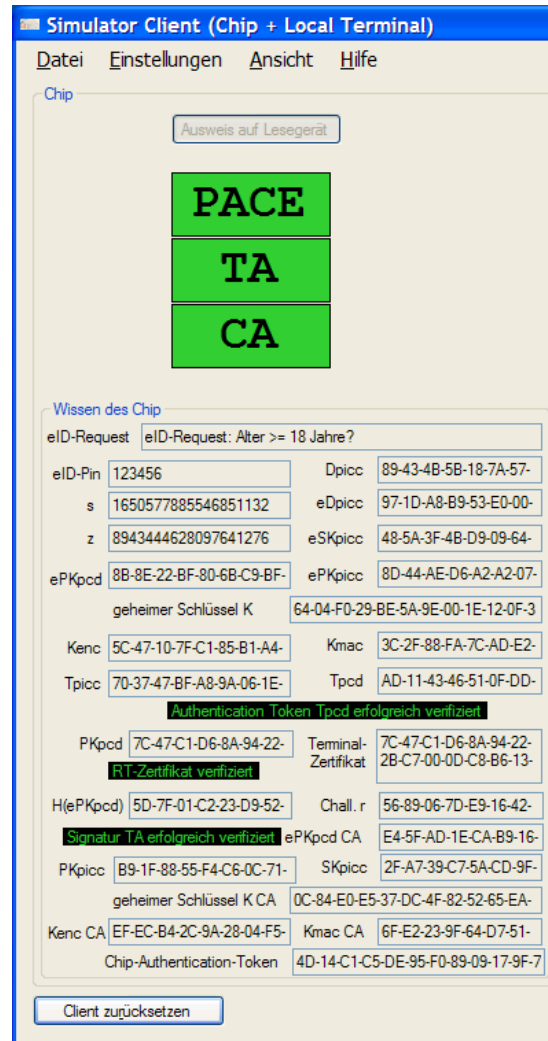 Simulator Client (Chip + Local Terminal)
Datei Einstellungen Ansicht Hilfe
Chip
Ausweis auf Lesegerät
PACE
TA
CA
Wissen des Chip
eID-Request eID-Request: Alter >= 18 Jahre?
eID-Pin 123456 Dpicc 89-43-4B-5B-18-7A-57-
s 1650577885546851132 eDpicc 97-1D-A8-B9-53-E0-00-
z 8943444628097641276 eSKpicc 48-5A-3F-4B-D9-09-64-
ePKpcd 8B-8E-22-BF-80-6B-C9-BF- ePKpicc 8D-44-AE-D6-A2-A2-07-
geheimer Schlüssel K 64-04-F0-29-BE-5A-9E-00-1E-12-0F-3
Kenc 5C-47-10-7F-C1-85-B1-A4- Kmac 3C-2F-88-FA-7C-AD-E2-
Tpicc 70-37-47-BF-A8-9A-06-1E- Tpcd AD-11-43-46-51-0F-DD-
Authentication Token Tpcd erfolgreich verifiziert
PKpcd 7C-47-C1-D6-8A-94-22- Terminal-Zertifikat 7C-47-C1-D6-8A-94-22-
2B-C7-00-0D-C8-B6-13-
RT-Zertifikat verifiziert
H(ePKpcd) 5D-7F-01-C2-23-D9-52- Chall. r 56-89-06-7D-E9-16-42-
Signatur TA erfolgreich verifiziert ePKpcd CA E4-5F-AD-1E-CA-B9-16-
PKpicc B9-1F-88-55-F4-C6-0C-71- SKpicc 2F-A7-39-C7-5A-CD-9F-
geheimer Schlüssel K CA 0C-84-E0-E5-37-DC-4F-82-52-65-EA-
Kenc CA EF-EC-B4-2C-9A-28-04-F5- Kmac CA 6F-E2-23-9F-64-D7-51-
Chip-Authentication-Token 4D-14-C1-C5-DE-95-F0-89-09-17-9F-7
Client zurücksetzen